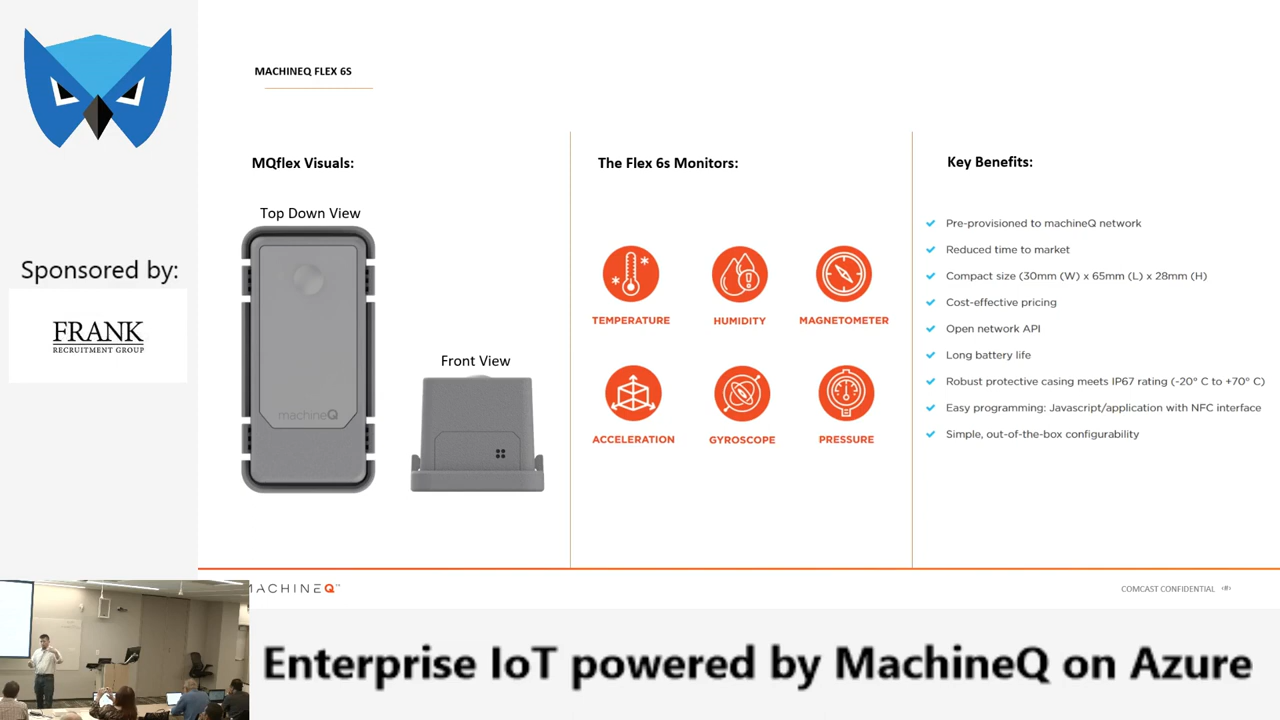 MACHINEQ FLEX 6S
MQflex Visuals:
Top Down View
machineQ
Front View
The Flex 6s Monitors:
TEMPERATURE
HUMIDITY
MAGNETOMETER
ACCELERATION
GYROSCOPE
PRESSURE
Key Benefits:
Pre-provisioned to machineQ network
Reduced time to market
Compact size (30mm (W) x 65mm (L) x 28mm (H)
Cost-effective pricing
Open network API
Long battery life
Robust protective casing meets IP67 rating (-20° C to +70° C)
Easy programming: Javascript/application with NFC interface
Simple, out-of-the-box configurability
Sponsored by:
FRANK
RECRUITMENT GROUP
MACHINEQ™
COMCAST CONFIDENTIAL
Enterprise IoT powered by MachineQ on Azure